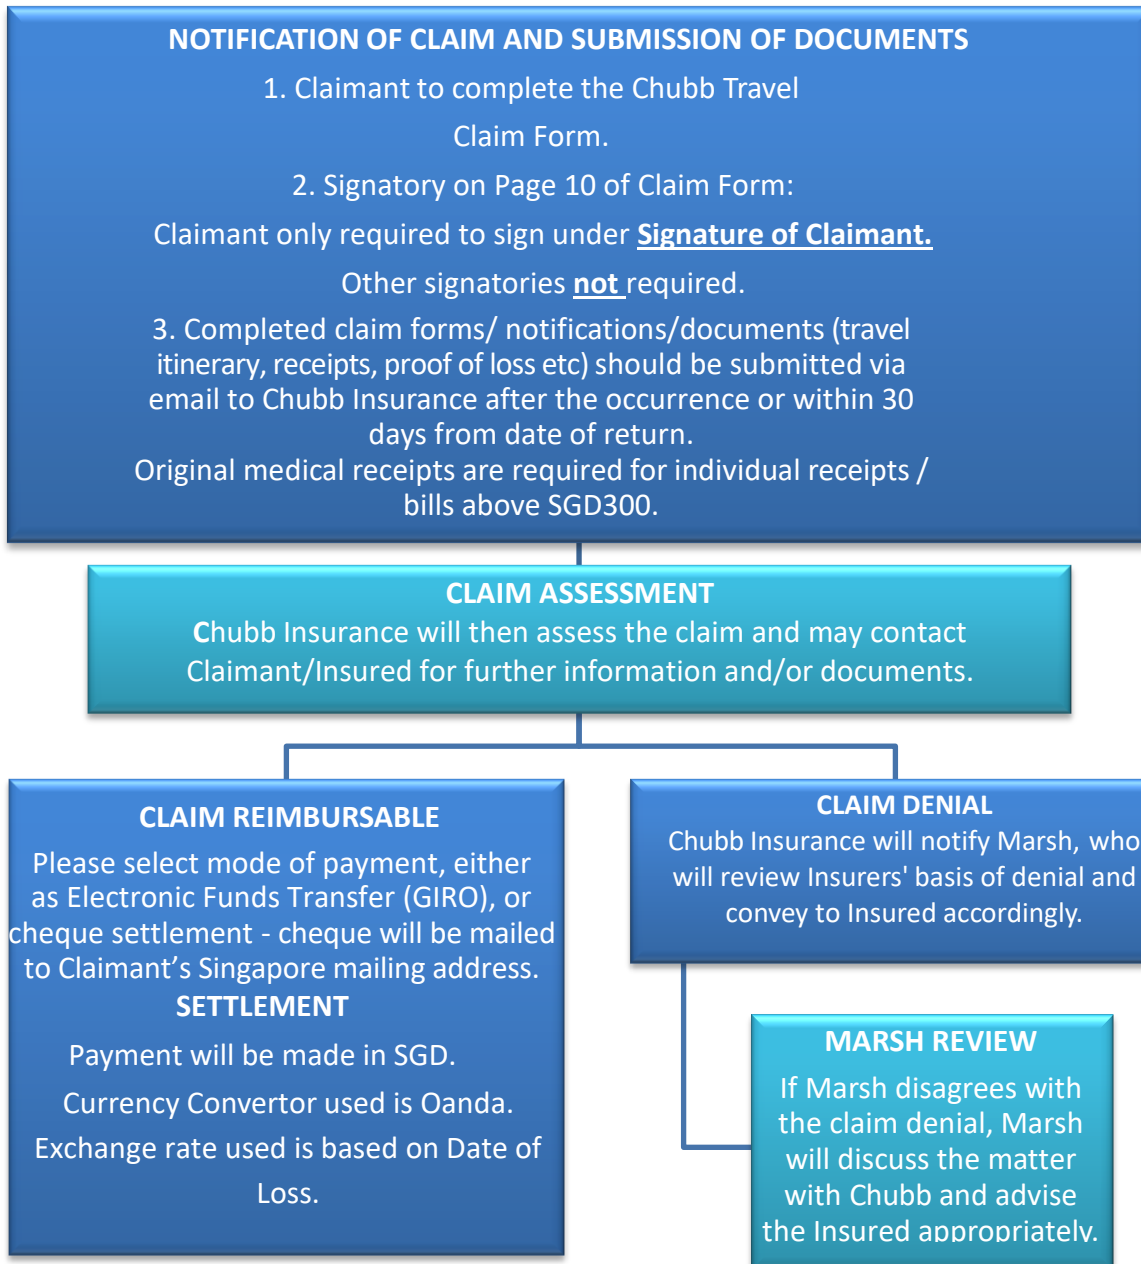 NOTIFICATION OF CLAIM AND SUBMISSION OF DOCUMENTS
1. Claimant to complete the Chubb Travel
Claim Form.
2. Signatory on Page 10 of Claim Form:
Claimant only required to sign under Signature of Claimant.
Other signatories not required.
3. Completed claim forms/ notifications/documents (travel
itinerary, receipts, proof of loss etc) should be submitted via
email to Chubb Insurance after the occurrence or within 30
days from date of return.
Original medical receipts are required for individual receipts /
bills above SGD300.
CLAIM ASSESSMENT
Chubb Insurance will then assess the claim and may contact
Claimant/Insured for further information and/or documents.
CLAIM REIMBURSABLE
Please select mode of payment, either
as Electronic Funds Transfer (GIRO), or
cheque settlement - cheque will be mailed
to Claimant’s Singapore mailing address.
SETTLEMENT
Payment will be made in SGD.
Currency Convertor used is Oanda.
Exchange rate used is based on Date of
Loss.
CLAIM DENIAL
Chubb Insurance will notify Marsh, who
will review Insurers' basis of denial and
convey to Insured accordingly.
MARSH REVIEW
If Marsh disagrees with
the claim denial, Marsh
will discuss the matter
with Chubb and advise
the Insured appropriately.